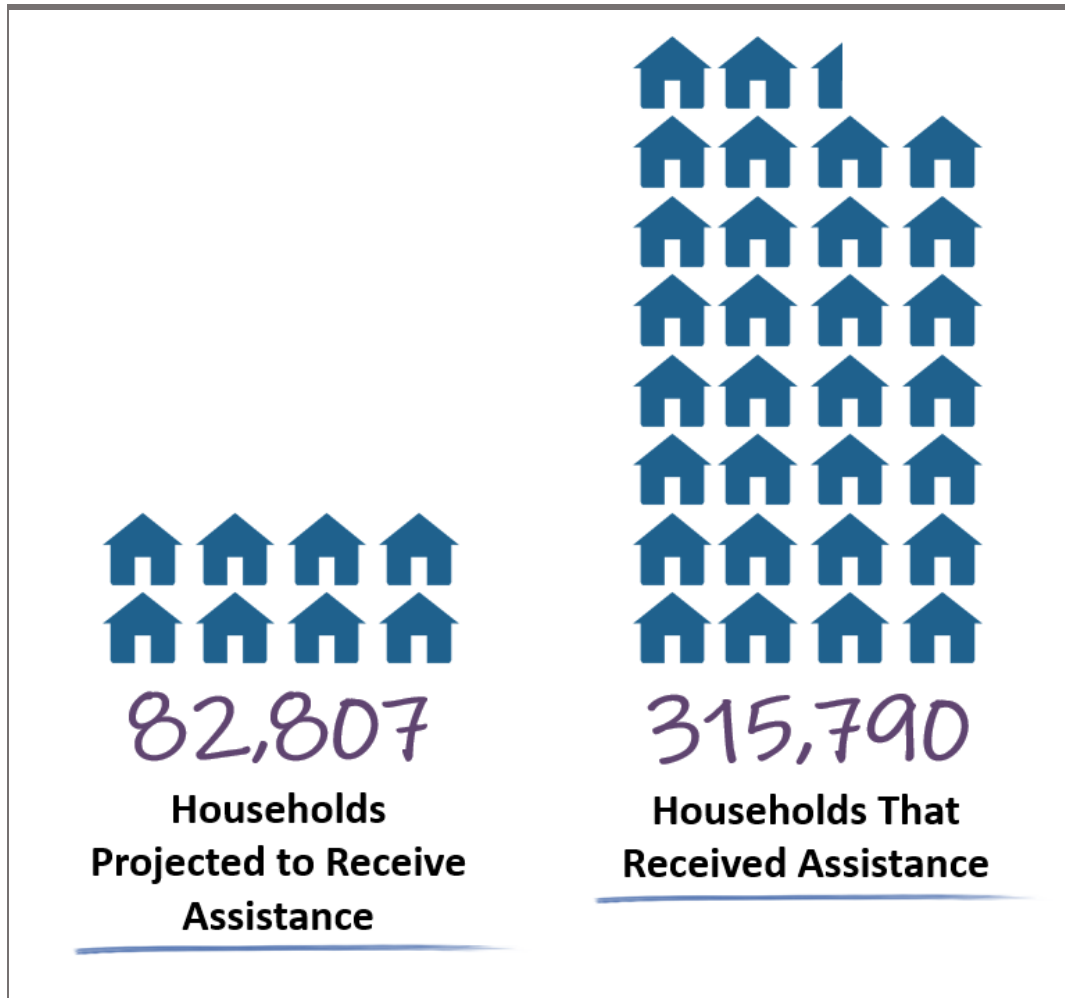 82,807
Households
Projected to Receive
Assistance
315,790
Households That
Received Assistance